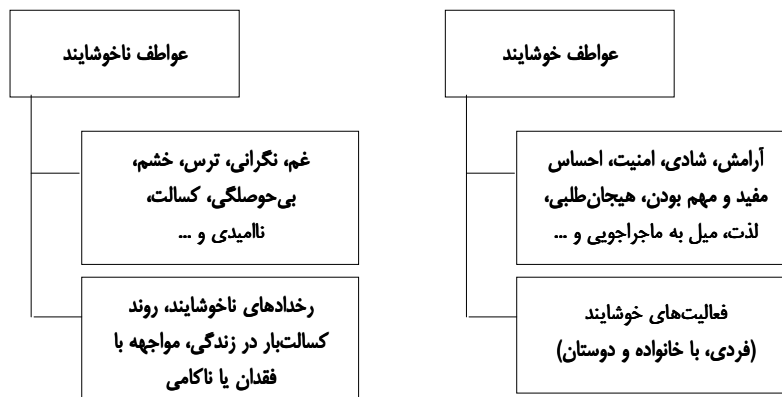 عواطف خوشایند
آرامش، شادی، امنیت، احساس
مفید و مهم بودن، هیجان‌طلبی،
لذت، میل به ماجراجویی و ...
فعالیت‌های خوشایند
(فردی، با خانواده و دوستان)
عواطف ناخوشایند
غم، نگرانی، ترس، خشم،
بی‌حوصلگی، کسالت،
ناامیدی و ...
رخدادهای ناخوشایند، روند
کسالت‌بار در زندگی، مواجهه با
فقدان یا ناکامی